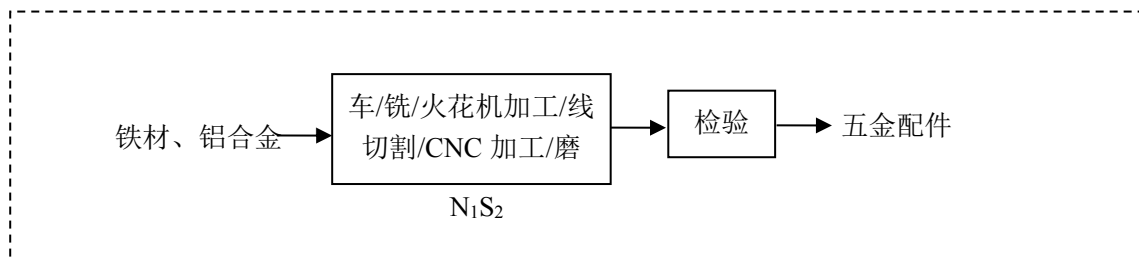 铁材、铝合金
车/铣/火花机加工/线
切割/CNC 加工/磨
N₁S₂
检验
五金配件